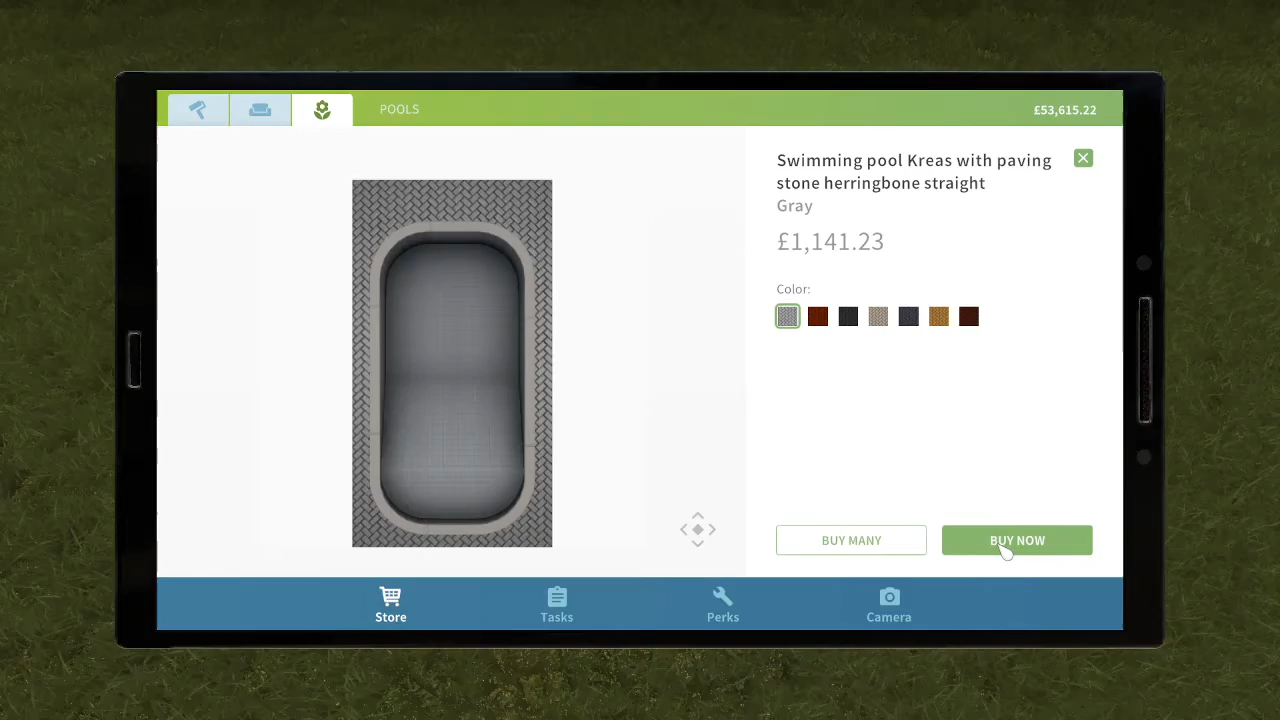 POOLS
£53,615.22
Swimming pool Kreas with paving
stone herringbone straight
Gray
£1,141.23
Color:
BUY MANY
BUY NOW
Store
Tasks
Perks
Camera